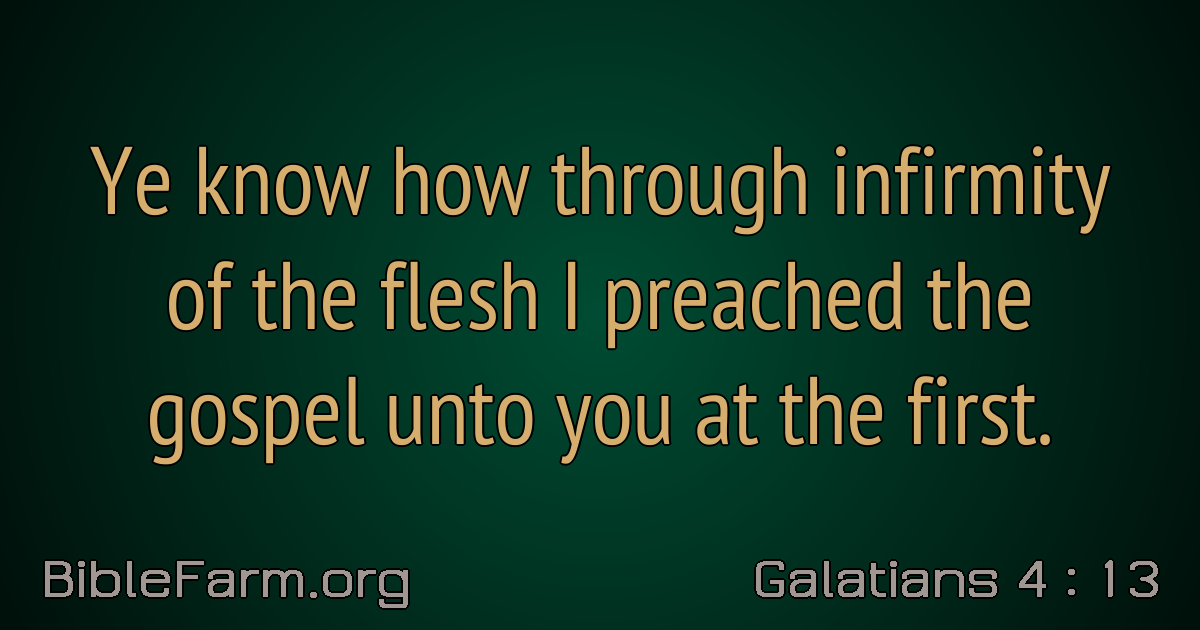 Ye know how through infirmity
of the flesh I preached the
gospel unto you at the first.
BibleFarm.org
Galatians 4 : 13